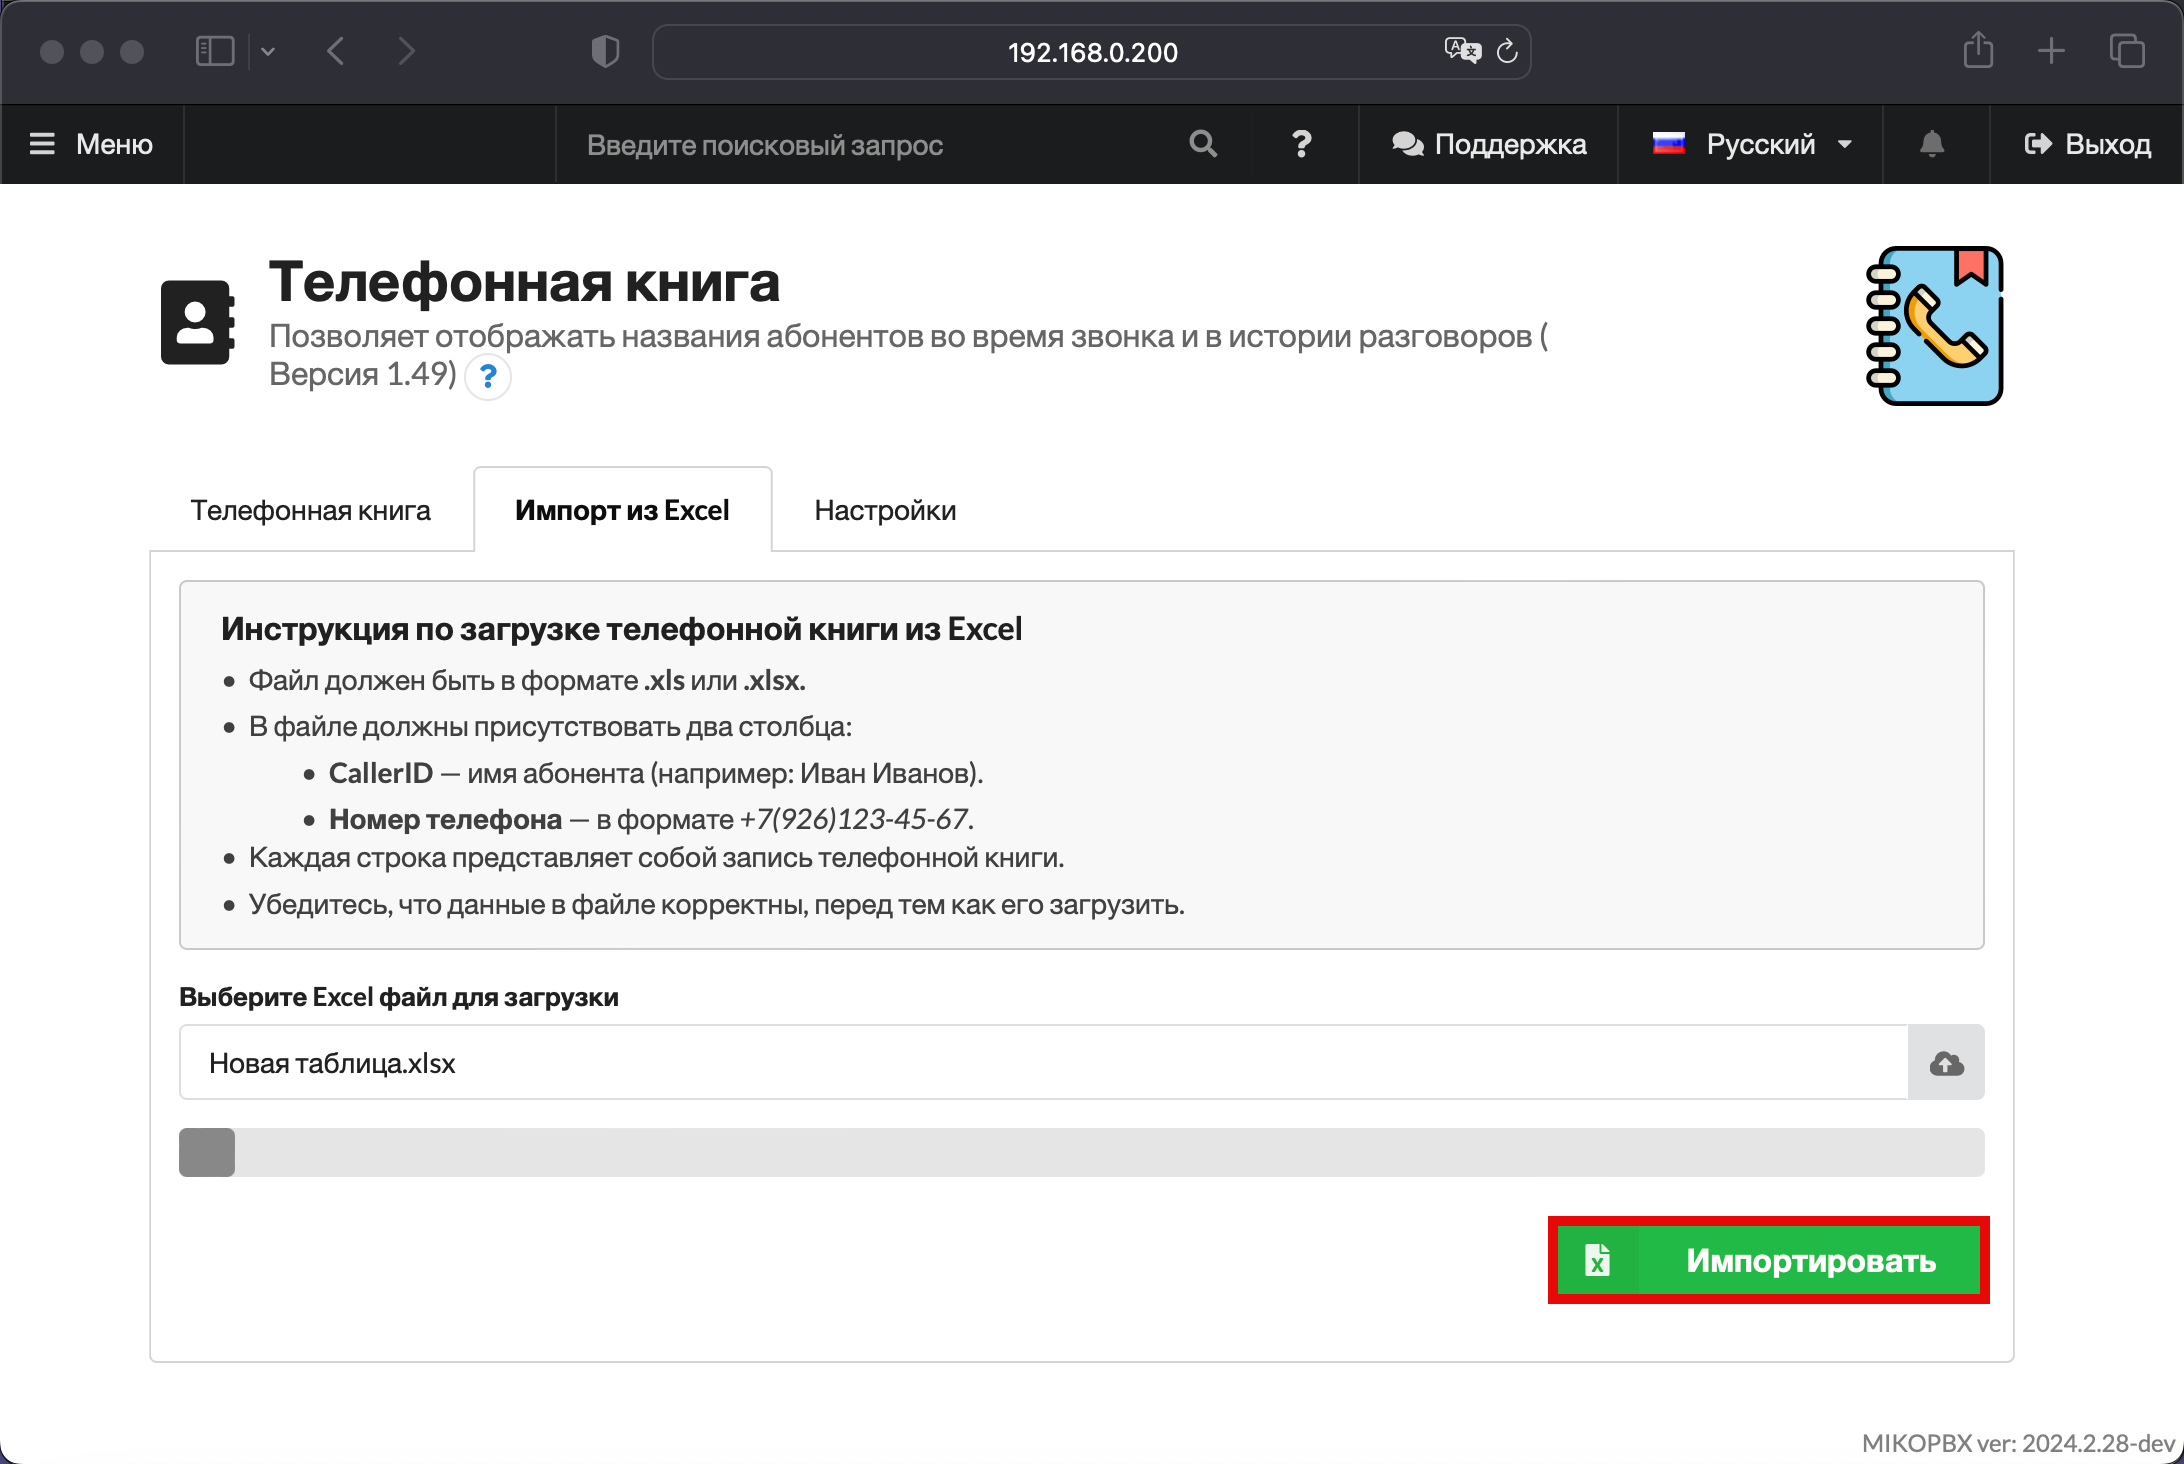 192.168.0.200
Меню
Введите поисковый запрос
?
Поддержка
Русский
Выход
Телефонная книга
Позволяет отображать названия абонентов во время звонка и в истории разговоров (
Версия 1.49) ?
Телефонная книга
Импорт из Excel
Настройки
Инструкция по загрузке телефонной книги из Excel
• Файл должен быть в формате .xls или .xlsx.
• В файле должны присутствовать два столбца:
• CallerID — имя абонента (например: Иван Иванов).
• Номер телефона — в формате +7(926)123-45-67.
• Каждая строка представляет собой запись телефонной книги.
• Убедитесь, что данные в файле корректны, перед тем как его загрузить.
Выберите Excel файл для загрузки
Новая таблица.xlsx
Импортировать
MIKOPBX ver: 2024.2.28-dev